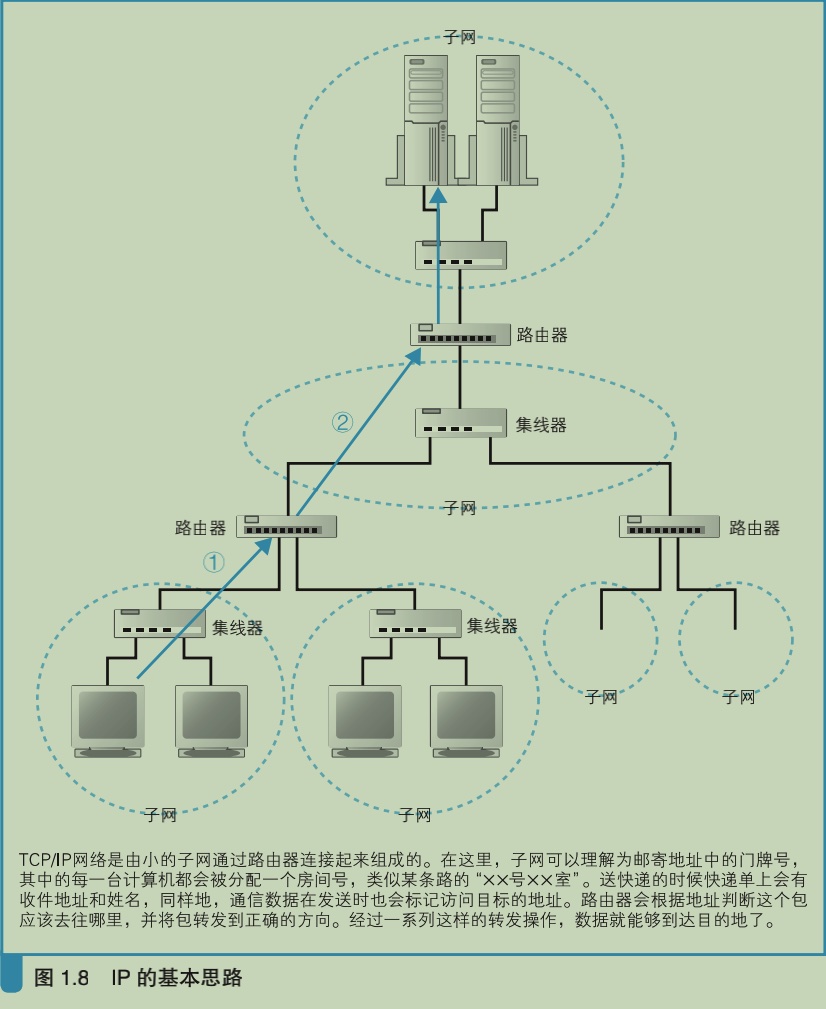 子网
路由器
②
集线器
子网
路由器
路由器
①
集线器
集线器
子网
子网
子网
子网
TCP/IP网络是由小的子网通过路由器连接起来组成的。在这里，子网可以理解为邮寄地址中的门牌号，
其中的每一台计算机都会被分配一个房间号，类似某条路的“××号××室”。送快递的时候快递单上会有
收件地址和姓名，同样地，通信数据在发送时也会标记访问目标的地址。路由器会根据地址判断这个包
应该去往哪里，并将包转发到正确的方向。经过一系列这样的转发操作，数据就能够到达目的地了。
图 1.8 IP 的基本思路